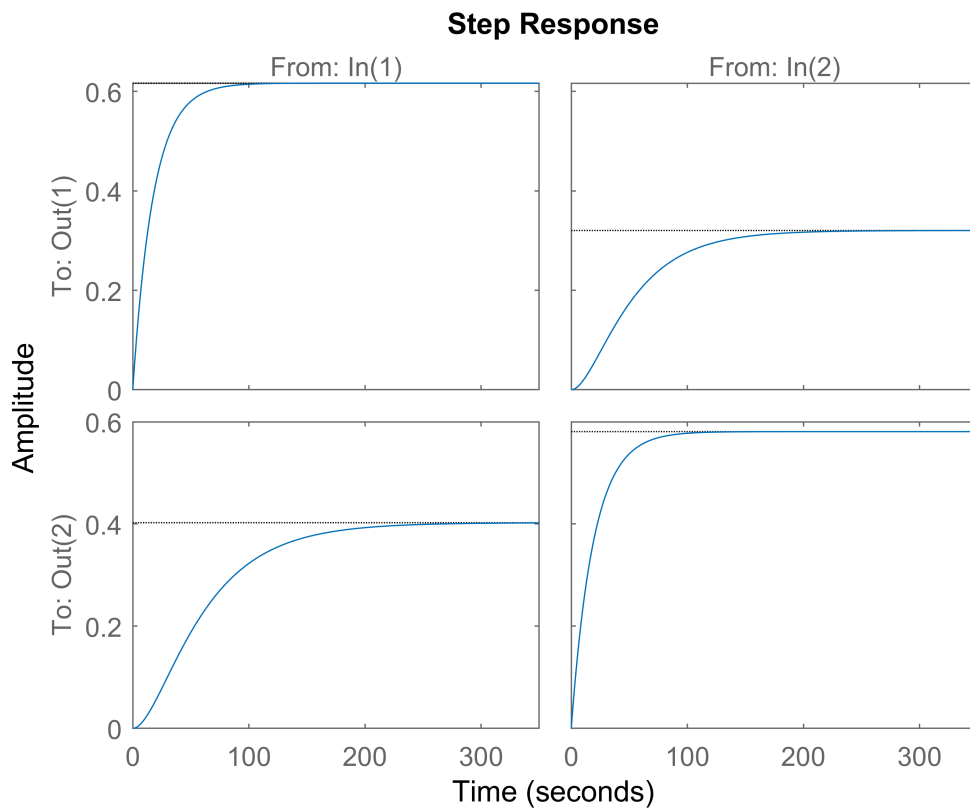 Step Response
From: In(1)
From: In(2)
To: Out(1)
0.6
0.4
0.2
0
Amplitude
To: Out(2)
0.6
0.4
0.2
0
0 100 200 300
0 100 200 300
Time (seconds)